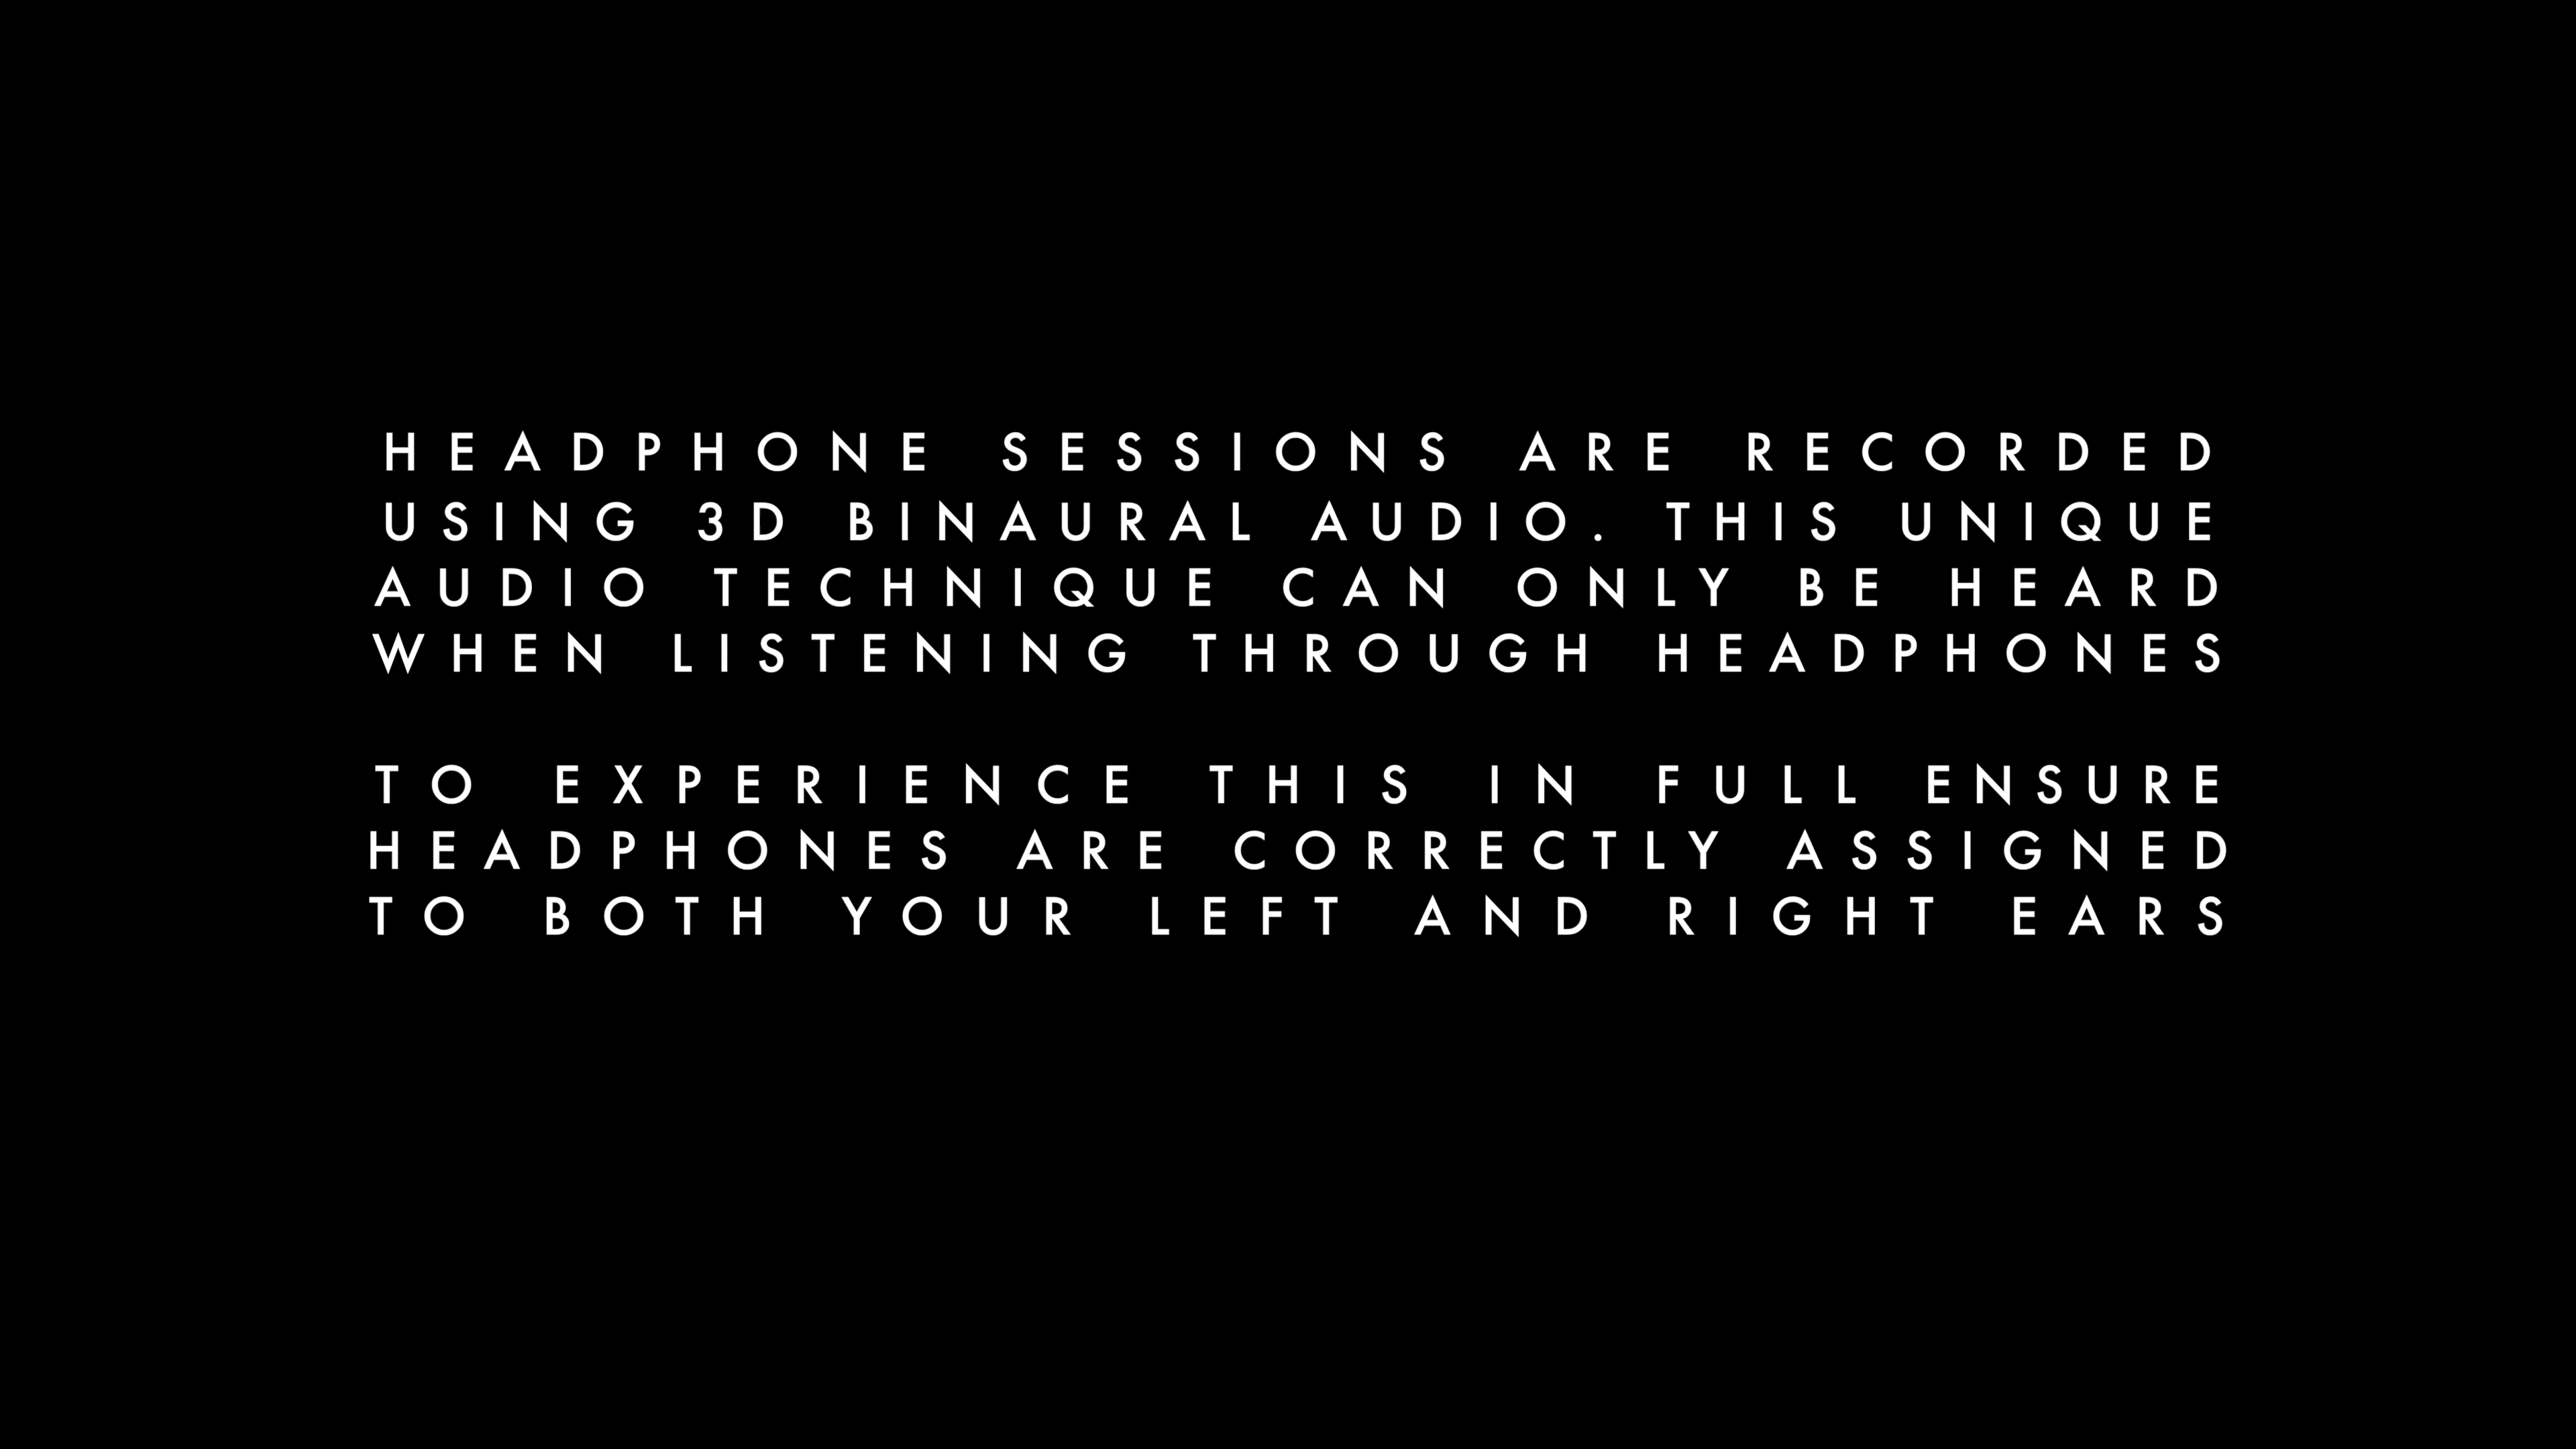 HEADPHONE SESSIONS ARE RECORDED
USING 3D BINAURAL AUDIO. THIS UNIQUE
AUDIO TECHNIQUE CAN ONLY BE HEARD
WHEN LISTENING THROUGH HEADPHONES
TO EXPERIENCE THIS IN FULL ENSURE
HEADPHONES ARE CORRECTLY ASSIGNED
TO BOTH YOUR LEFT AND RIGHT EARS